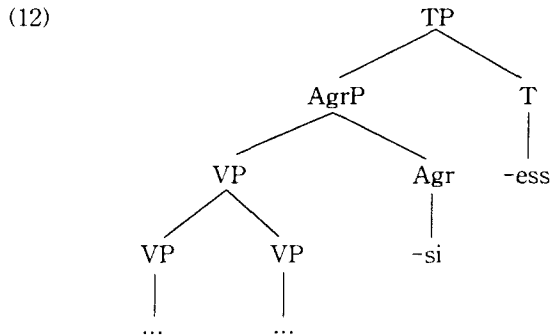 (12) TP
AgrP T
VP Agr -ess
VP VP -si
... ...